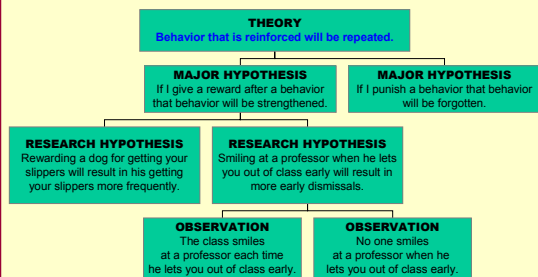 THEORY
Behavior that is reinforced will be repeated.
MAJOR HYPOTHESIS
If I give a reward after a behavior
that behavior will be strengthened.
MAJOR HYPOTHESIS
If I punish a behavior that behavior
will be forgotten.
RESEARCH HYPOTHESIS
Rewarding a dog for getting your
slippers will result in his getting
your slippers more frequently.
RESEARCH HYPOTHESIS
Smiling at a professor when he lets
you out of class early will result in
more early dismissals.
OBSERVATION
The class smiles
at a professor each time
he lets you out of class early.
OBSERVATION
No one smiles
at a professor when he
lets you out of class early.